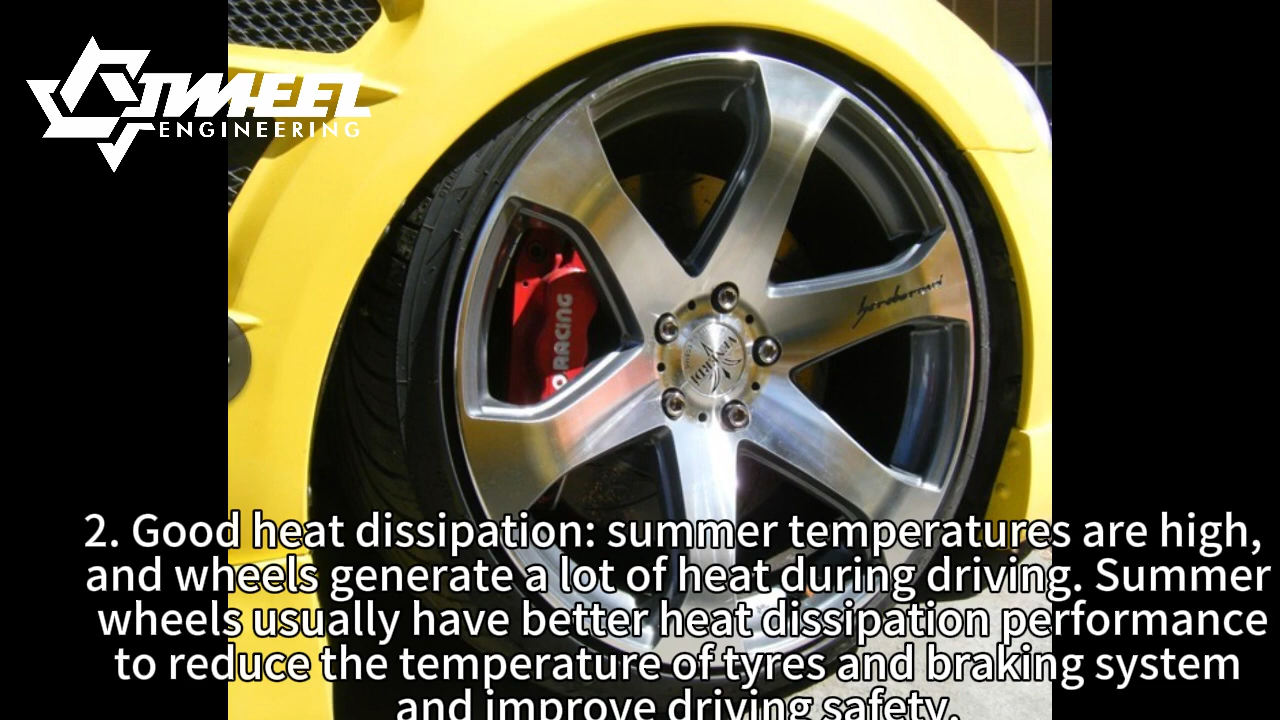 JTWHEEL
ENGINEERING
RACING
2. Good heat dissipation: summer temperatures are high,
and wheels generate a lot of heat during driving. Summer
wheels usually have better heat dissipation performance
to reduce the temperature of tyres and braking system
and improve driving safety.